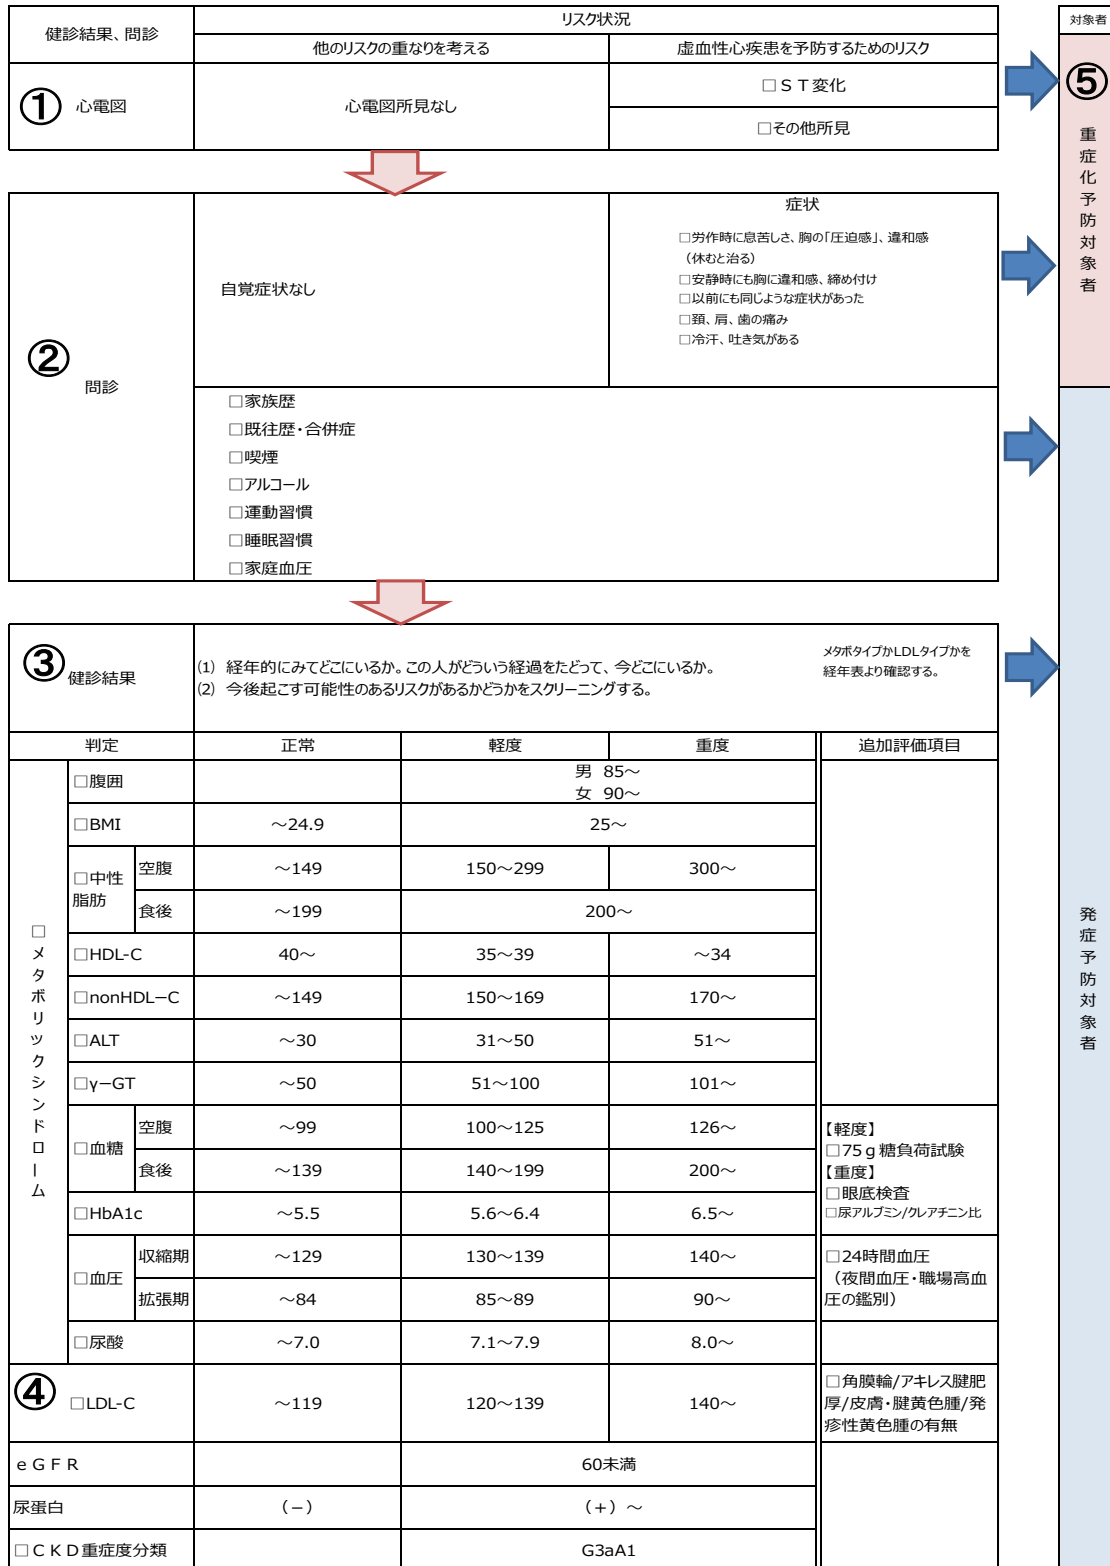 健診結果、問診
リスク状況
対象者
他のリスクの重なりを考える
虚血性心疾患を予防するためのリスク
① 心電図
心電図所見なし
□ＳＴ変化
□その他所見
⑤
重症化予防対象者
② 問診
自覚症状なし
症状
□労作時に息苦しさ、胸の「圧迫感」、違和感
（休むと治る）
□安静時にも胸に違和感、締め付け
□以前にも同じような症状があった
□頚、肩、歯の痛み
□冷汗、吐き気がある
□家族歴
□既往歴・合併症
□喫煙
□アルコール
□運動習慣
□睡眠習慣
□家庭血圧
発症予防対象者
③ 健診結果
⑴ 経年的にみてどこにいるか。この人がどういう経過をたどって、今どこにいるか。
⑵ 今後起こす可能性のあるリスクがあるかどうかをスクリーニングする。
メタボタイプかLDLタイプかを
経年表より確認する。
判定 正常 軽度 重度 追加評価項目
□メタボリックシンドローム
□腹囲 男 85～
女 90～
□BMI ～24.9 25～
□中性脂肪 空腹 ～149 150～299 300～
食後 ～199 200～
□HDL-C 40～ 35～39 ～34
□nonHDL－C ～149 150～169 170～
□ALT ～30 31～50 51～
□γ－GT ～50 51～100 101～
□血糖 空腹 ～99 100～125 126～
食後 ～139 140～199 200～
□HbA1c ～5.5 5.6～6.4 6.5～
【軽度】
□75ｇ糖負荷試験
【重度】
□眼底検査
□尿アルブミン/クレアチニン比
□血圧 収縮期 ～129 130～139 140～
拡張期 ～84 85～89 90～
□24時間血圧
（夜間血圧・職場高血
圧の鑑別）
□尿酸 ～7.0 7.1～7.9 8.0～
④ □LDL-C ～119 120～139 140～
□角膜輪/アキレス腱肥
厚/皮膚・腱黄色腫/発
疹性黄色腫の有無
ｅＧＦＲ 60未満
尿蛋白 （－） （+）～
□ＣＫＤ重症度分類 G3aA1